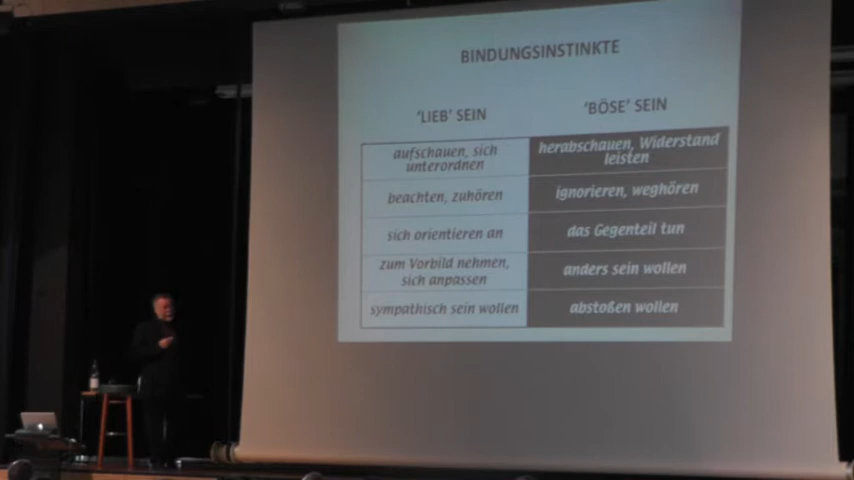 BINDUNGSINSTINKTE
'LIEB' SEIN
'BÖSE' SEIN
aufschauen, sich
unterordnen
herabschauen, Widerstand
leisten
beachten, zuhören
ignorieren, weghören
sich orientieren an
das Gegenteil tun
zum Vorbild nehmen,
sich anpassen
anders sein wollen
sympathisch sein wollen
abstoßen wollen